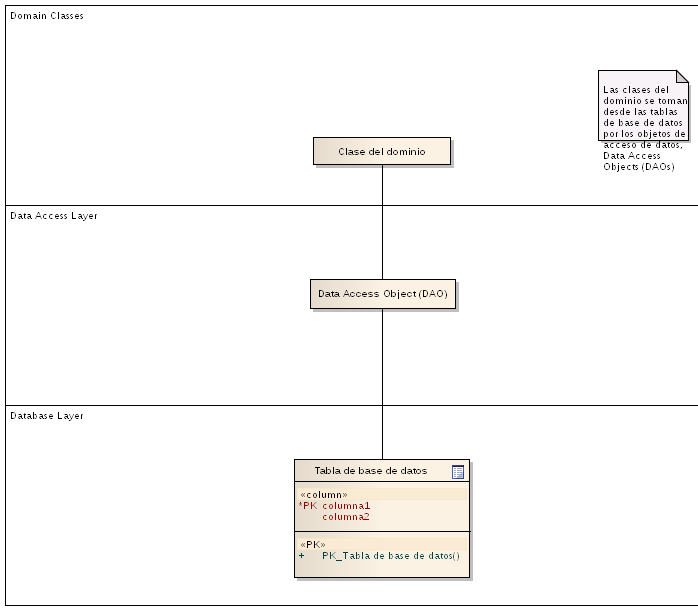 Domain Classes
Las clases del
dominio se toman
desde las tablas
de base de datos
por los objetos de
acceso de datos,
Data Access
Objects (DAOs)
Clase del dominio
Data Access Layer
Data Access Object (DAO)
Database Layer
Tabla de base de datos
«column»
*PK columna1
columna2
«PK»
+ PK_Tabla de base de datos()